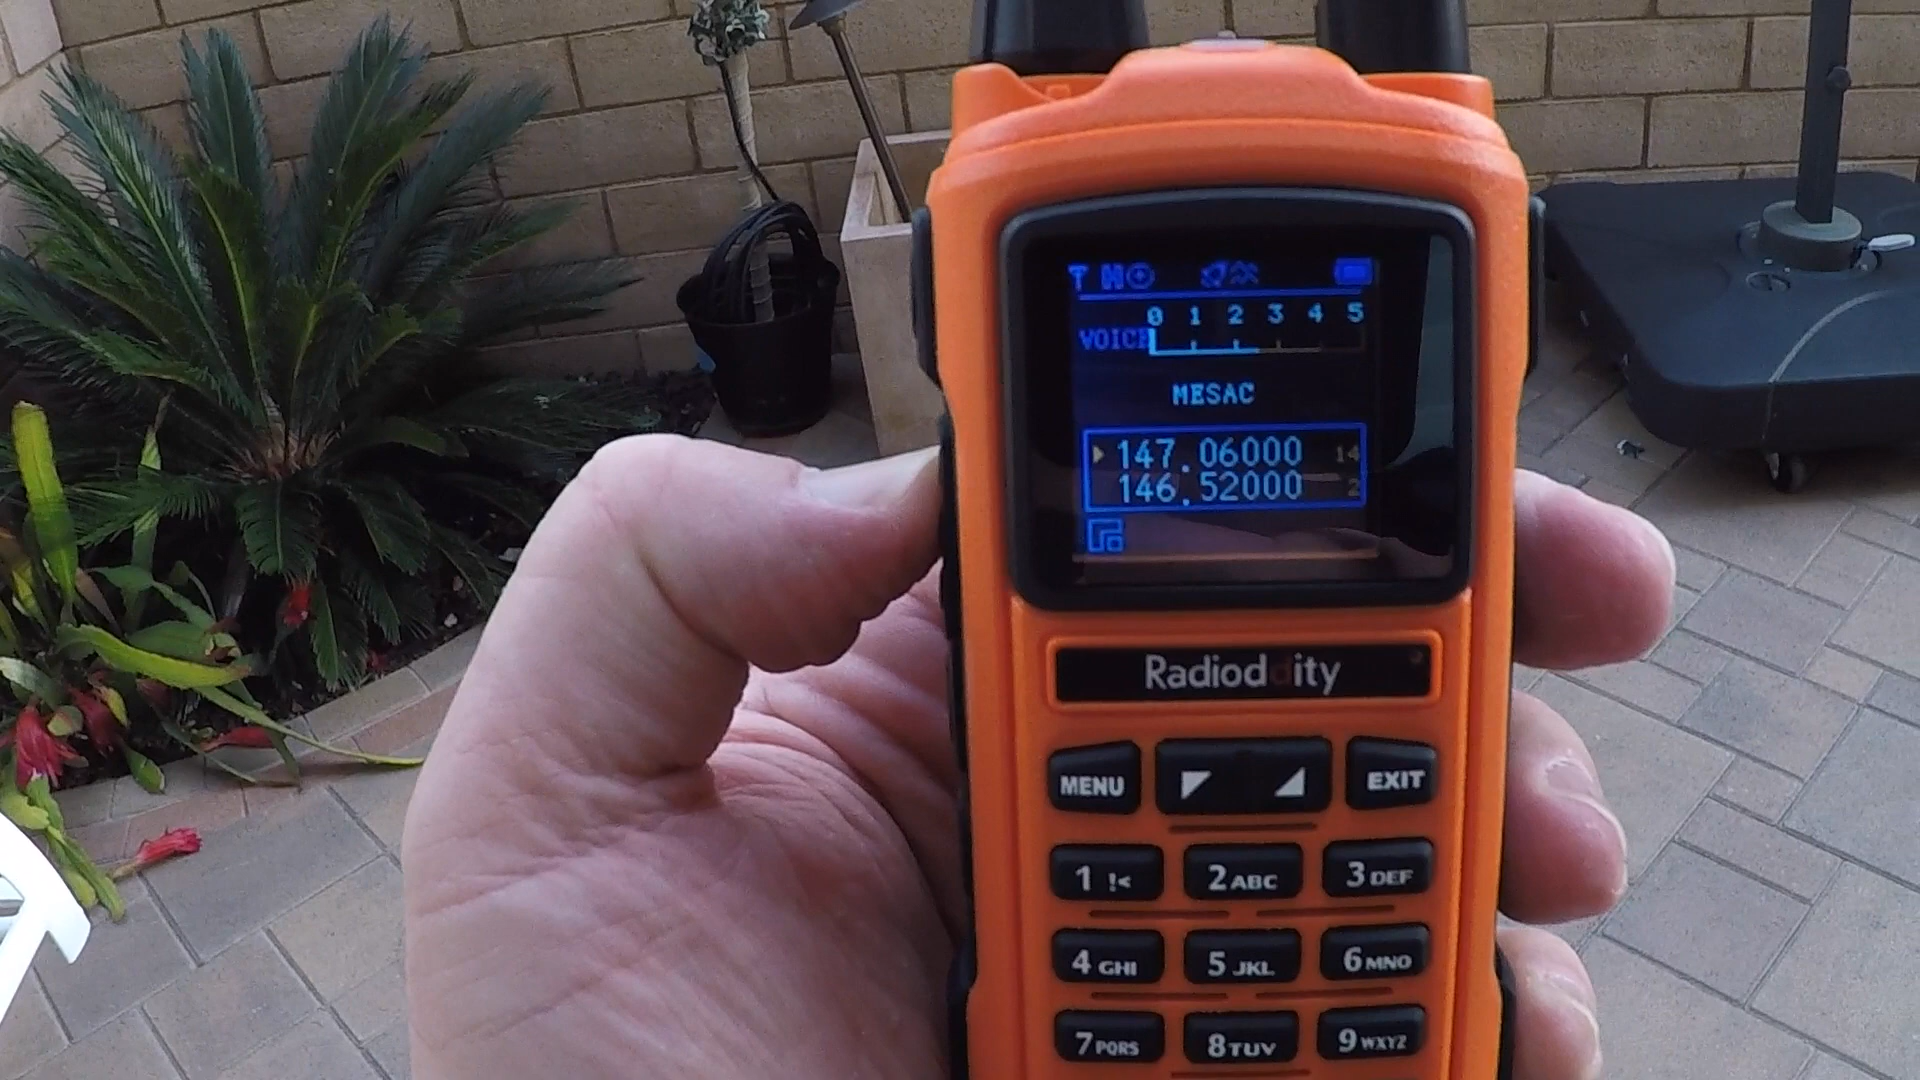 0 1 2 3 4 5
VOICE
MESAC
147.06000 14
146.52000 2
Radioddity
MENU EXIT
1 !< 2 ABC 3 DEF
4 GHI 5 JKL 6 MNO
7 PQRS 8 TUV 9 WXYZ